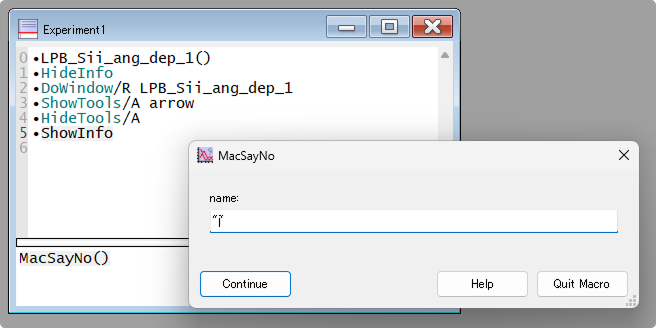 Experiment1
0 •LPB_Sii_ang_dep_1()
1 •HideInfo
2 •DoWindow/R LPB_Sii_ang_dep_1
3 •ShowTools/A arrow
4 •HideTools/A
5 •ShowInfo
6
MacSayNo()
MacSayNo
name:
Continue
Help
Quit Macro